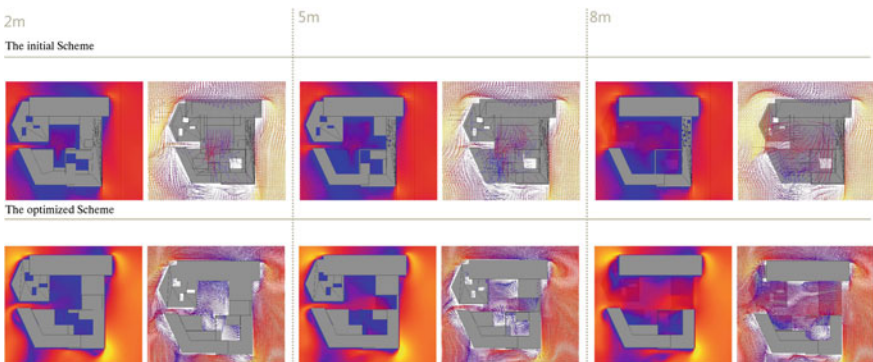 2m
5m
8m
The initial Scheme
The optimized Scheme